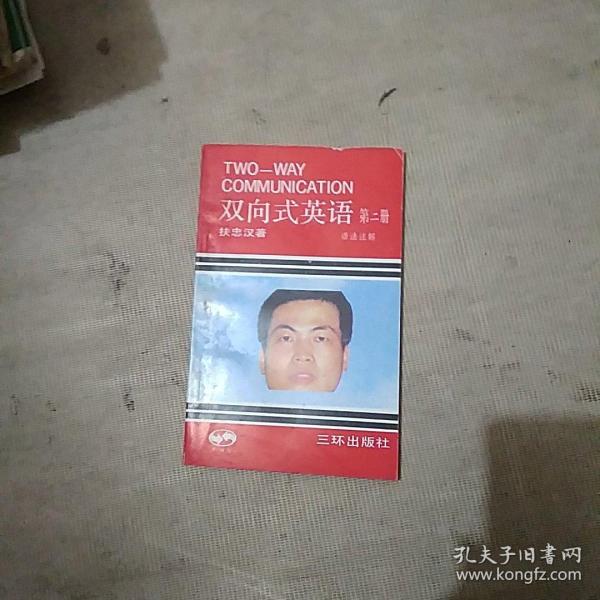 TWO—WAY
COMMUNICATION
双向式英语 第二册
扶忠汉著 语法注解
三环出版社
孔夫子旧书网
www.kongfz.com